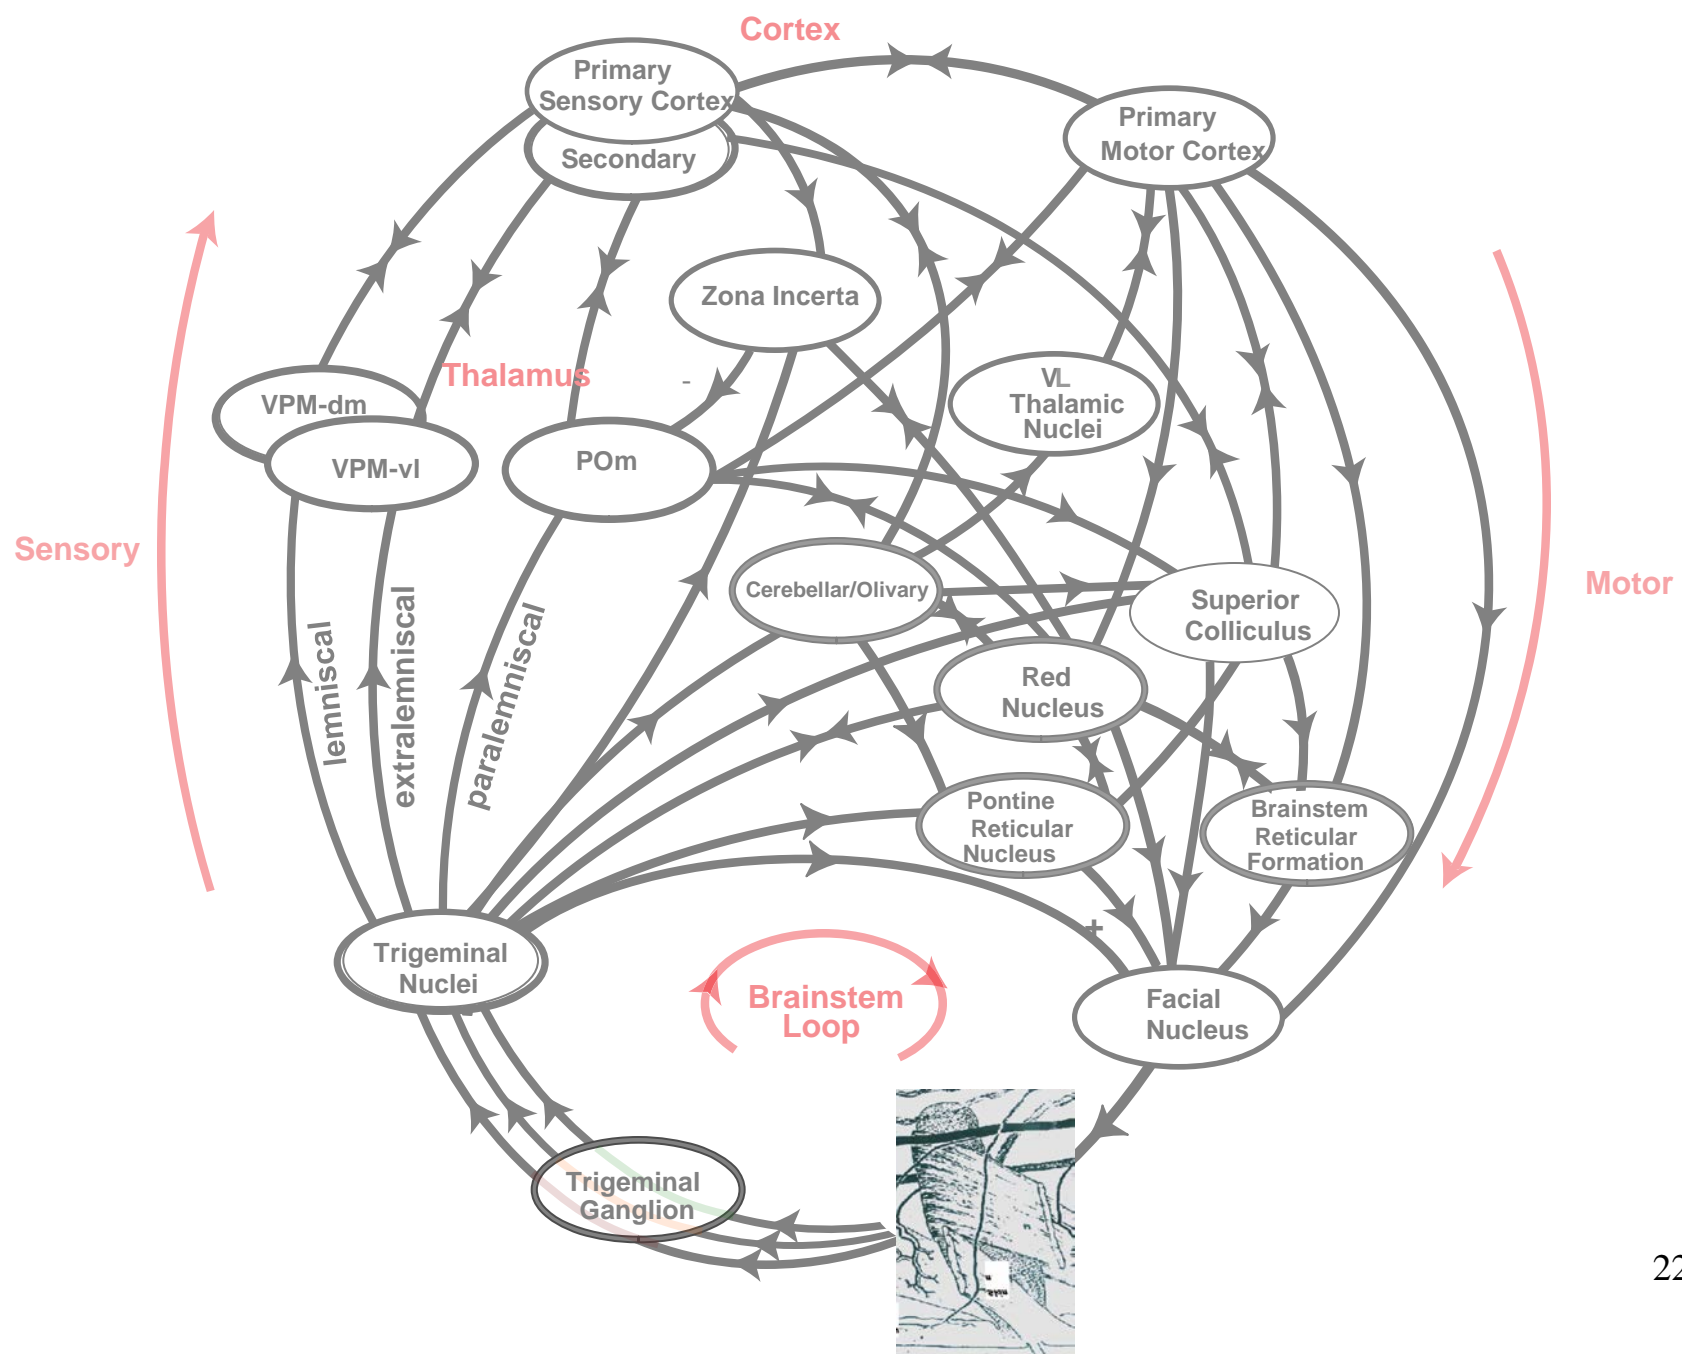 Cortex
Primary
Sensory Cortex
Secondary
Primary
Motor Cortex
Zona Incerta
Thalamus
-
VPM-dm
VPM-vl
POm
VL
Thalamic
Nuclei
Sensory
Motor
Cerebellar/Olivary
Superior
Colliculus
lemniscal
extralemniscal
paralemniscal
Red
Nucleus
Pontine
Reticular
Nucleus
Brainstem
Reticular
Formation
+
Trigeminal
Nuclei
Brainstem
Loop
Facial
Nucleus
Trigeminal
Ganglion
22